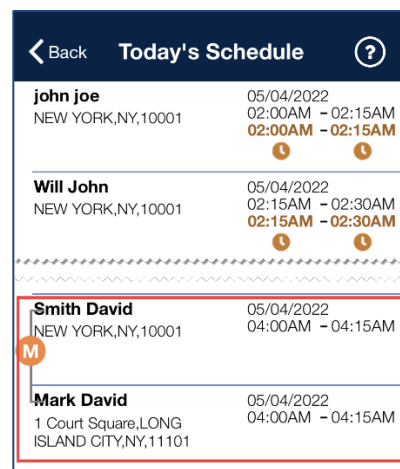 Back Today's Schedule ?
john joe 05/04/2022
NEW YORK,NY,10001 02:00AM – 02:15AM
02:00AM – 02:15AM
Will John 05/04/2022
NEW YORK,NY,10001 02:15AM – 02:30AM
02:15AM – 02:30AM
Smith David 05/04/2022
NEW YORK,NY,10001 04:00AM – 04:15AM
M
Mark David 05/04/2022
1 Court Square,LONG 04:00AM – 04:15AM
ISLAND CITY,NY,11101